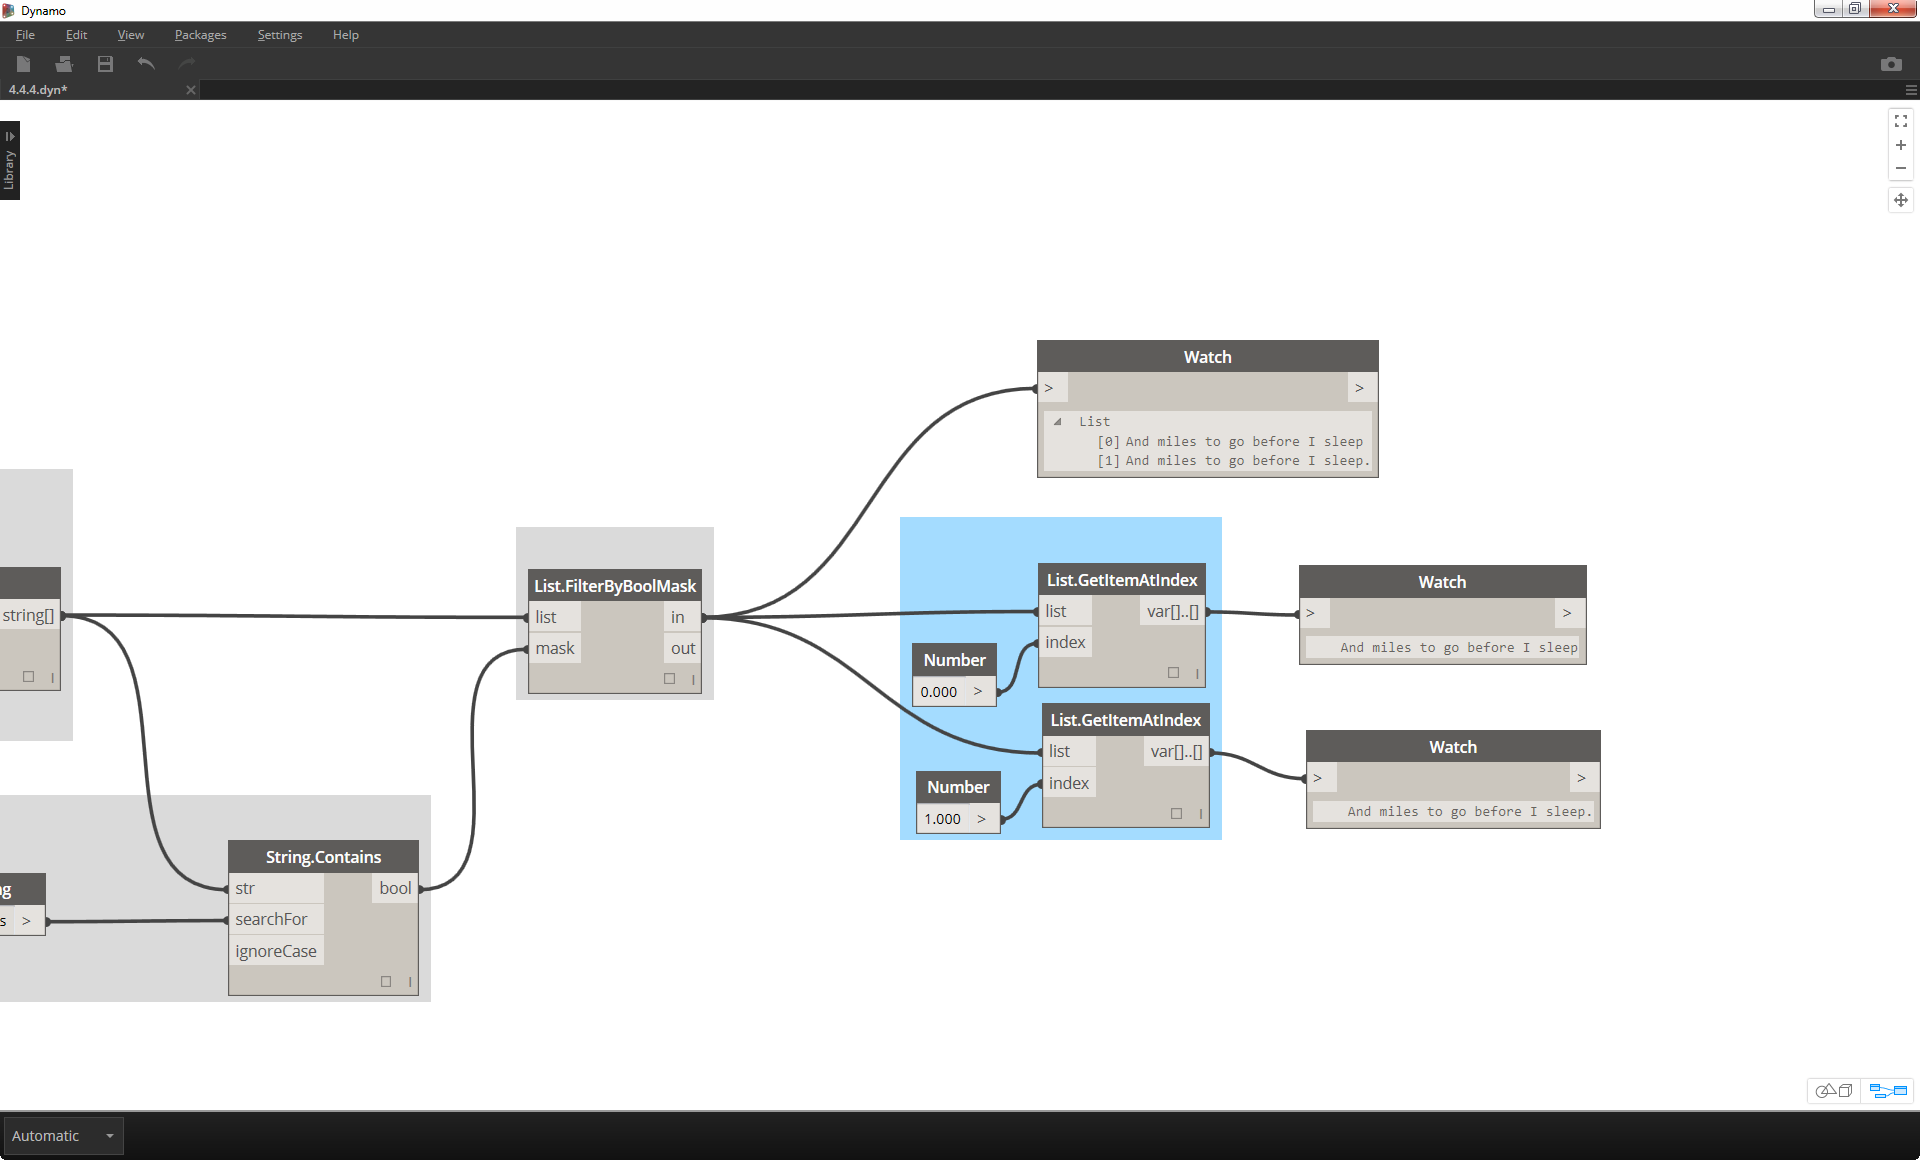 Dynamo
File Edit View Packages Settings Help
4.4.4.dyn*
Library
Watch
> >
List
[0] And miles to go before I sleep
[1] And miles to go before I sleep.
string[]
List.FilterByBoolMask
list in
mask out
List.GetItemAtIndex
list var[]..[]
index
Number
0.000 >
Watch
> >
And miles to go before I sleep
List.GetItemAtIndex
list var[]..[]
index
Number
1.000 >
Watch
> >
And miles to go before I sleep.
String.Contains
str bool
searchFor
ignoreCase
ng
s >
Automatic